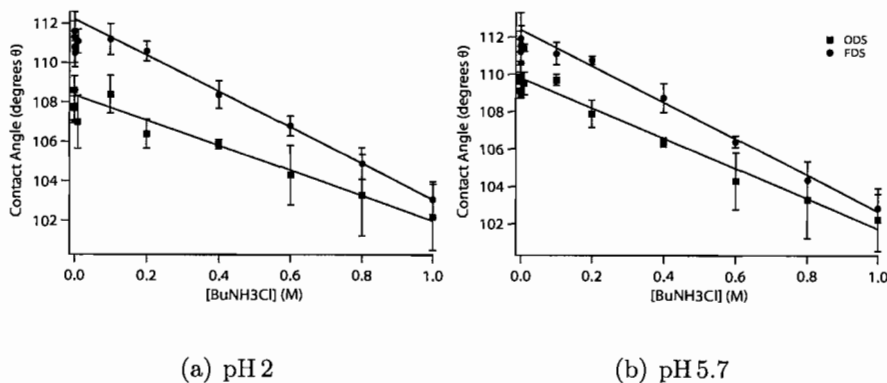 112
110
108
106
104
102
Contact Angle (degrees θ)
0.0 0.2 0.4 0.6 0.8 1.0
[BuNH3Cl] (M)
(a) pH 2
112
110
108
106
104
102
Contact Angle (degrees θ)
ODS
FDS
0.0 0.2 0.4 0.6 0.8 1.0
[BuNH3Cl] (M)
(b) pH 5.7